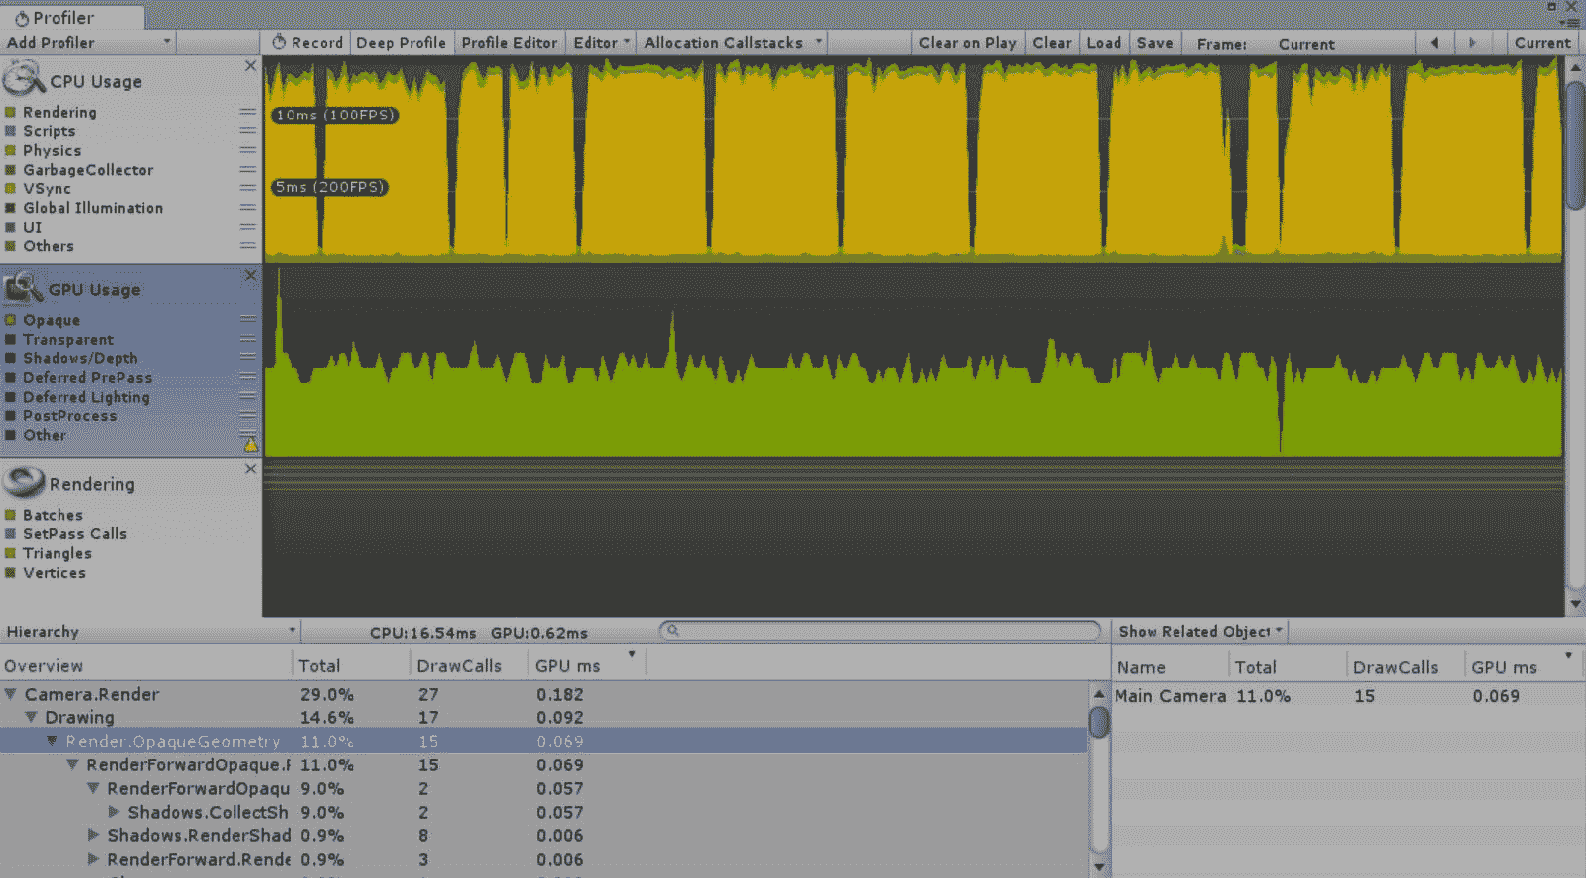 Profiler
Add Profiler Record Deep Profile Profile Editor Editor Allocation Callstacks Clear on Play Clear Load Save Frame: Current Current
CPU Usage
Rendering
Scripts
Physics
GarbageCollector
VSync
Global Illumination
UI
Others
10ms (100FPS)
5ms (200FPS)
GPU Usage
Opaque
Transparent
Shadows/Depth
Deferred PrePass
Deferred Lighting
PostProcess
Other
Rendering
Batches
SetPass Calls
Triangles
Vertices
Hierarchy CPU:16.54ms GPU:0.62ms
Overview Total DrawCalls GPU ms
Camera.Render 29.0% 27 0.182
Drawing 14.6% 17 0.092
Render.OpaqueGeometry 11.0% 15 0.069
RenderForwardOpaque.R 11.0% 15 0.069
RenderForwardOpaqu 9.0% 2 0.057
Shadows.CollectSh 9.0% 2 0.057
Shadows.RenderShad 0.9% 8 0.006
RenderForward.Rende 0.9% 3 0.006
Show Related Object
Name Total DrawCalls GPU ms
Main Camera 11.0% 15 0.069